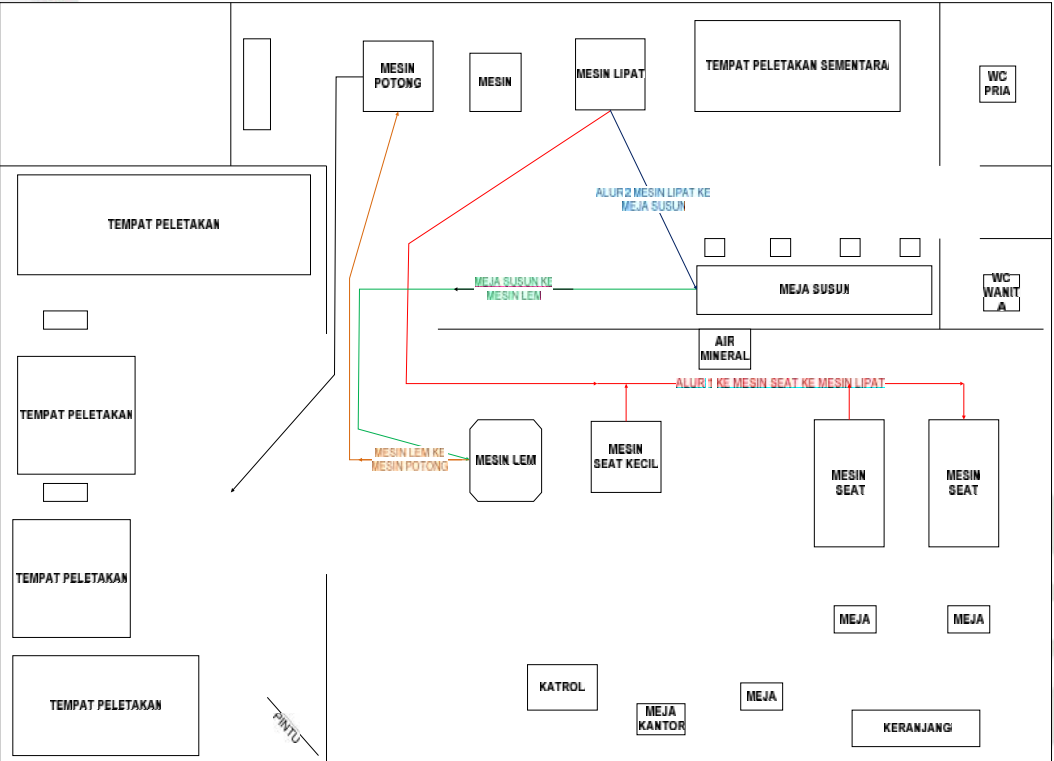 MESIN
POTONG
MESIN
MESIN LIPAT
TEMPAT PELETAKAN SEMENTARA
WC
PRIA
TEMPAT PELETAKAN
ALUR 2 MESIN LIPAT KE
MEJA SUSUN
MEJA SUSUN KE
MESIN LEM
MEJA SUSUN
WC
WANIT
A
AIR
MINERAL
ALUR 1 KE MESIN SEAT KE MESIN LIPAT
TEMPAT PELETAKAN
MESIN LEM KE
MESIN POTONG
MESIN LEM
MESIN
SEAT KECIL
MESIN
SEAT
MESIN
SEAT
TEMPAT PELETAKAN
MEJA
MEJA
TEMPAT PELETAKAN
PINTU
KATROL
MEJA
KANTOR
MEJA
KERANJANG